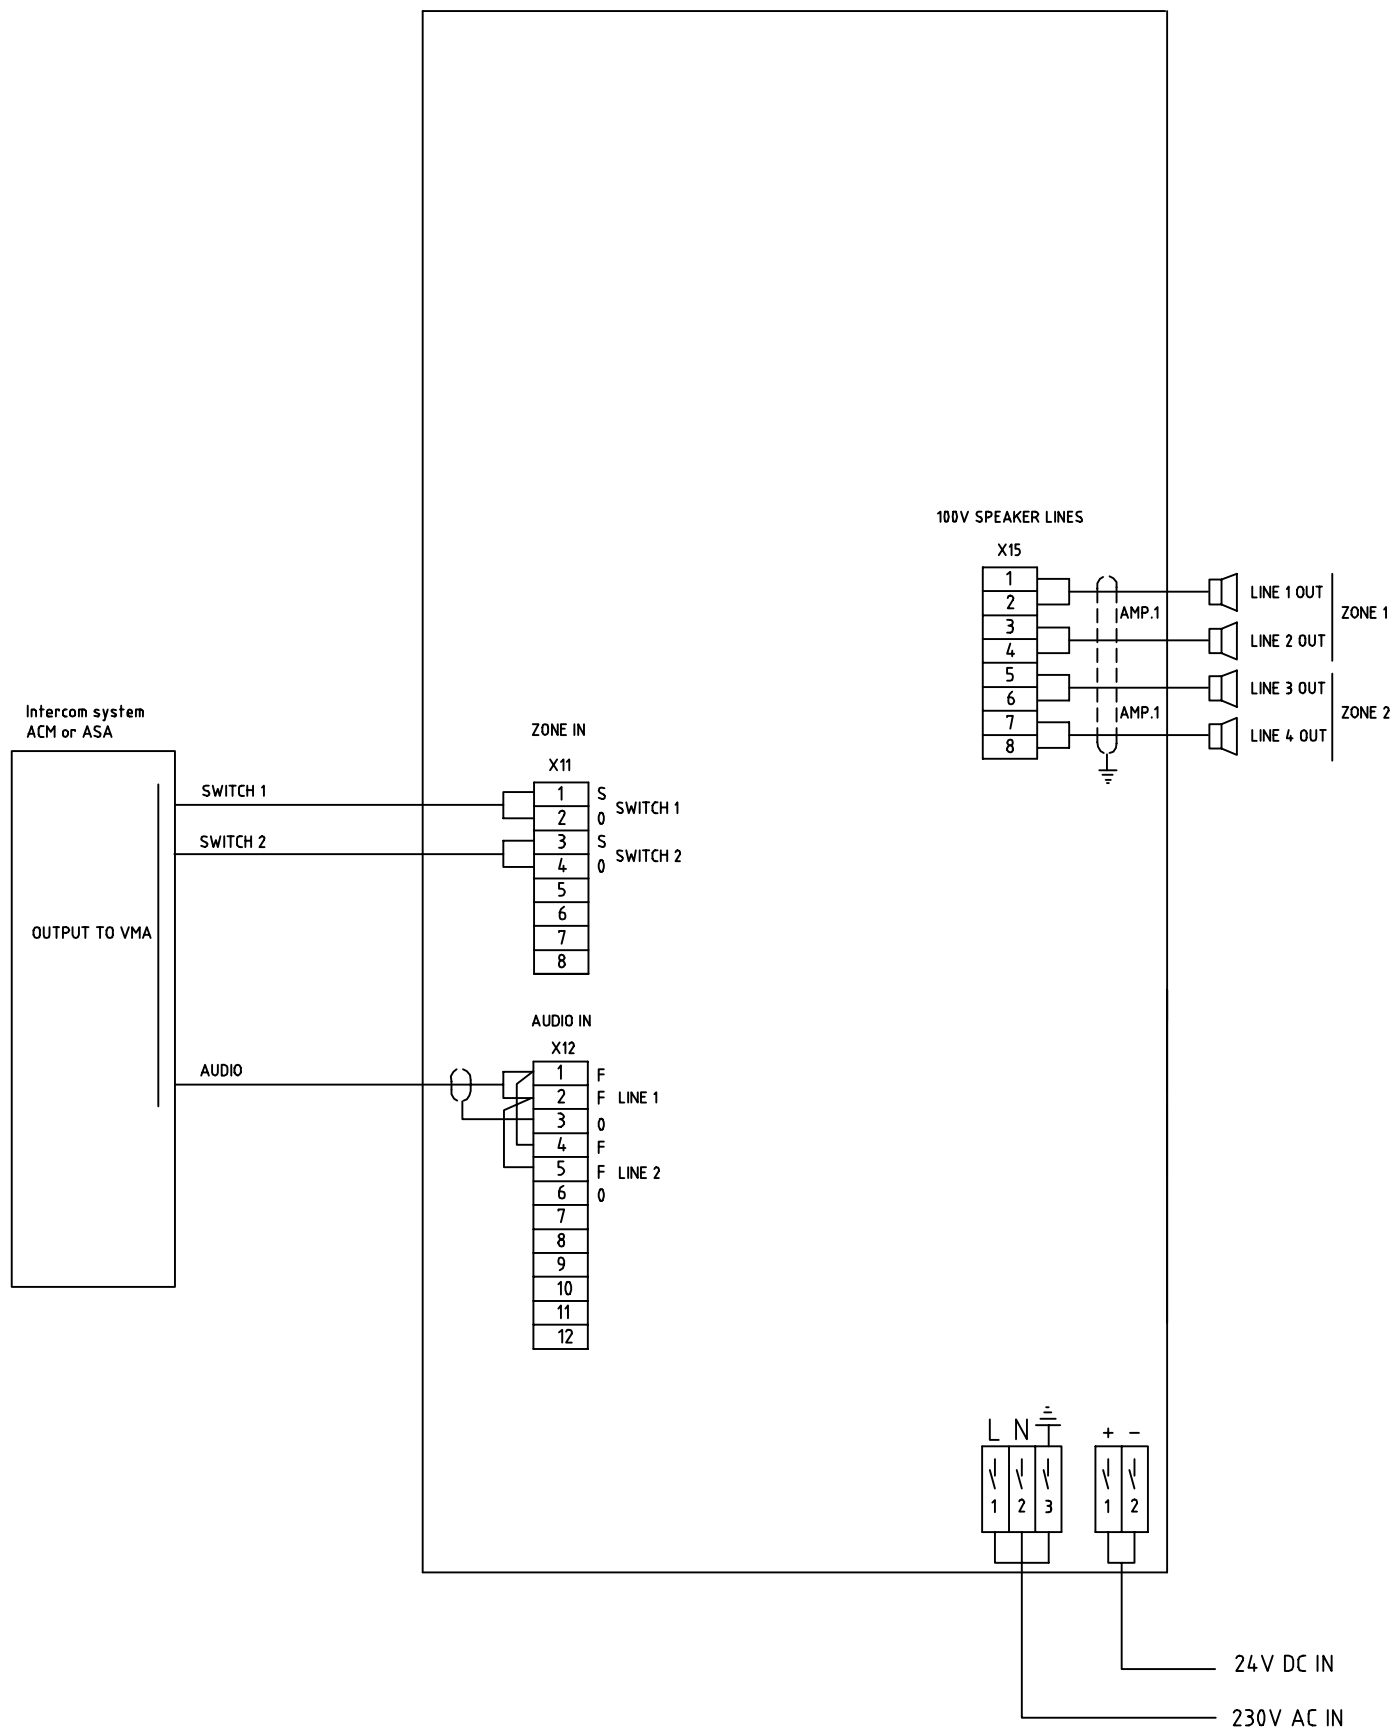 100V SPEAKER LINES
X15
1
2
3
4
5
6
7
8
AMP.1
AMP.1
LINE 1 OUT
LINE 2 OUT
LINE 3 OUT
LINE 4 OUT
ZONE 1
ZONE 2
Intercom system
ACM or ASA
SWITCH 1
SWITCH 2
OUTPUT TO VMA
AUDIO
ZONE IN
X11
1 S
2 0
3 S
4 0
5
6
7
8
SWITCH 1
SWITCH 2
AUDIO IN
X12
1 F
2 F LINE 1
3 0
4 F
5 F LINE 2
6 0
7
8
9
10
11
12
L N
1 2 3
+ -
1 2
24V DC IN
230V AC IN